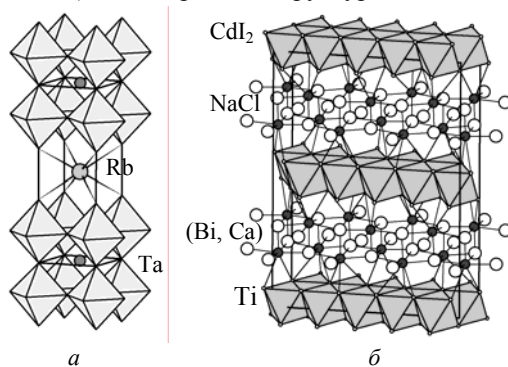 CdI₂
NaCl
Rb
(Bi, Ca)
Ta
Ti
а
б